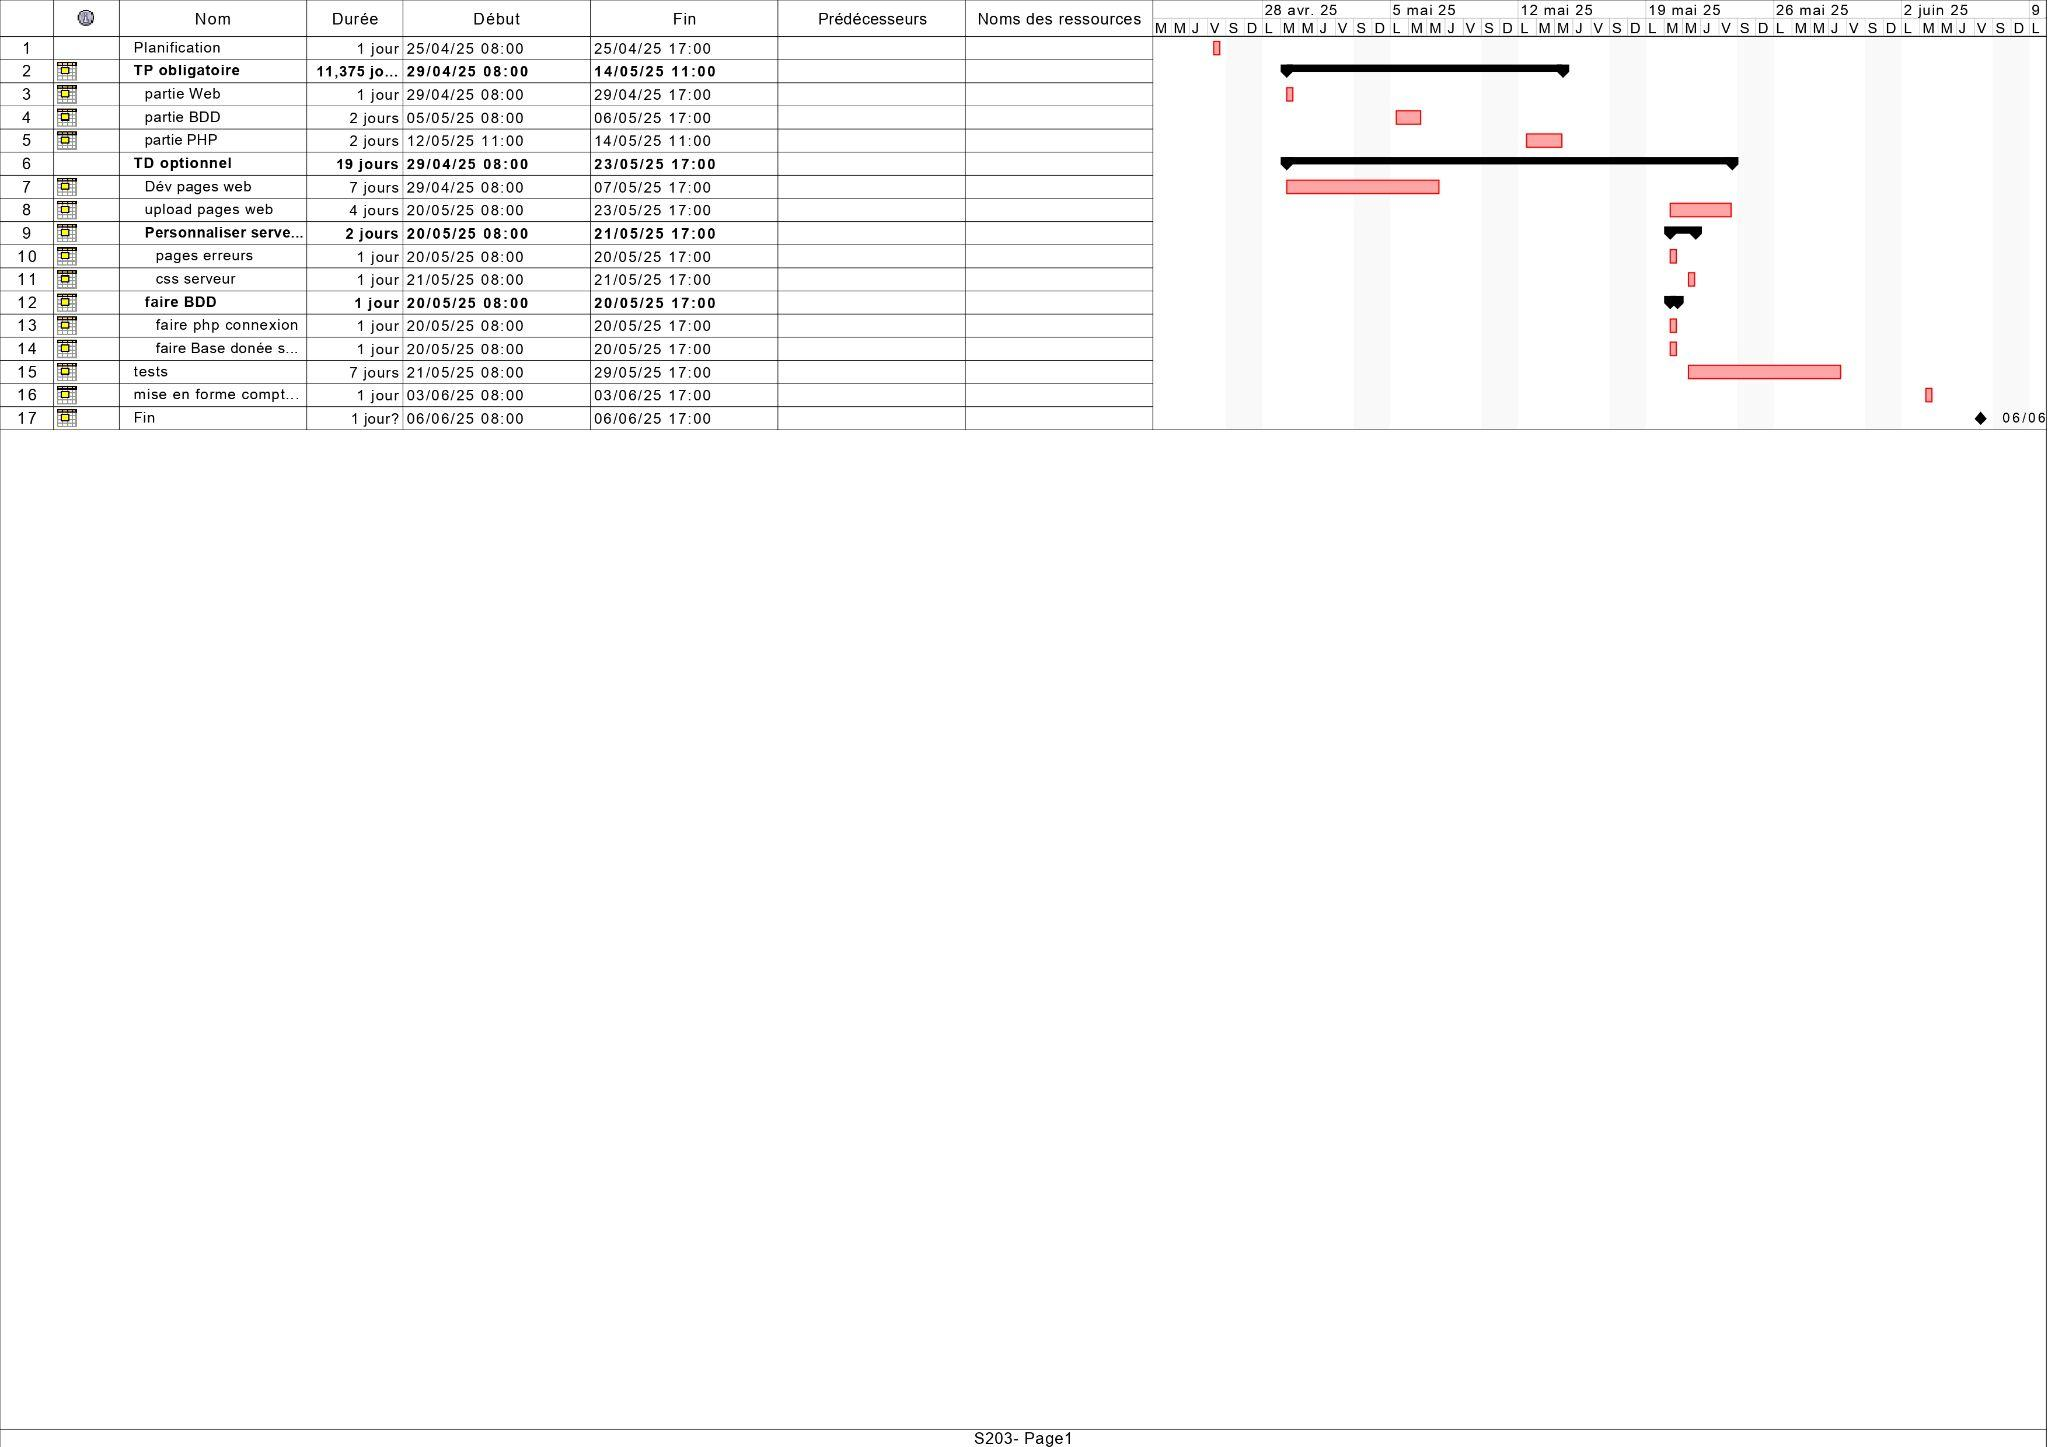 Nom Durée Début Fin Prédécesseurs Noms des ressources
28 avr. 25 5 mai 25 12 mai 25 19 mai 25 26 mai 25 2 juin 25 9
M M J V S D L M M J V S D L M M J V S D L M M J V S D L M M J V S D L M M J V S D L M M J V S D L
1 Planification 1 jour 25/04/25 08:00 25/04/25 17:00
2 TP obligatoire 11,375 jo... 29/04/25 08:00 14/05/25 11:00
3 partie Web 1 jour 29/04/25 08:00 29/04/25 17:00
4 partie BDD 2 jours 05/05/25 08:00 06/05/25 17:00
5 partie PHP 2 jours 12/05/25 11:00 14/05/25 11:00
6 TD optionnel 19 jours 29/04/25 08:00 23/05/25 17:00
7 Dév pages web 7 jours 29/04/25 08:00 07/05/25 17:00
8 upload pages web 4 jours 20/05/25 08:00 23/05/25 17:00
9 Personnaliser serve... 2 jours 20/05/25 08:00 21/05/25 17:00
10 pages erreurs 1 jour 20/05/25 08:00 20/05/25 17:00
11 css serveur 1 jour 21/05/25 08:00 21/05/25 17:00
12 faire BDD 1 jour 20/05/25 08:00 20/05/25 17:00
13 faire php connexion 1 jour 20/05/25 08:00 20/05/25 17:00
14 faire Base donée s... 1 jour 20/05/25 08:00 20/05/25 17:00
15 tests 7 jours 21/05/25 08:00 29/05/25 17:00
16 mise en forme compt... 1 jour 03/06/25 08:00 03/06/25 17:00
17 Fin 1 jour? 06/06/25 08:00 06/06/25 17:00 06/06
S203- Page1